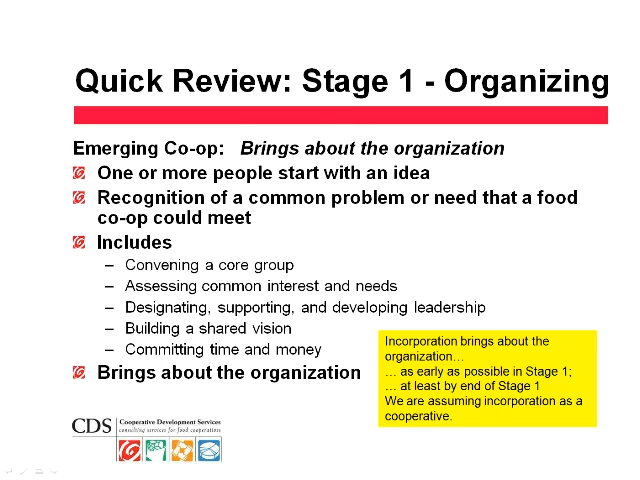 Quick Review: Stage 1 - Organizing
Emerging Co-op: Brings about the organization
One or more people start with an idea
Recognition of a common problem or need that a food
co-op could meet
Includes
– Convening a core group
– Assessing common interest and needs
– Designating, supporting, and developing leadership
– Building a shared vision
– Committing time and money
Brings about the organization
Incorporation brings about the
organization…
… as early as possible in Stage 1;
… at least by end of Stage 1
We are assuming incorporation as a
cooperative.
CDS
Cooperative Development Services
consulting services for food cooperatives